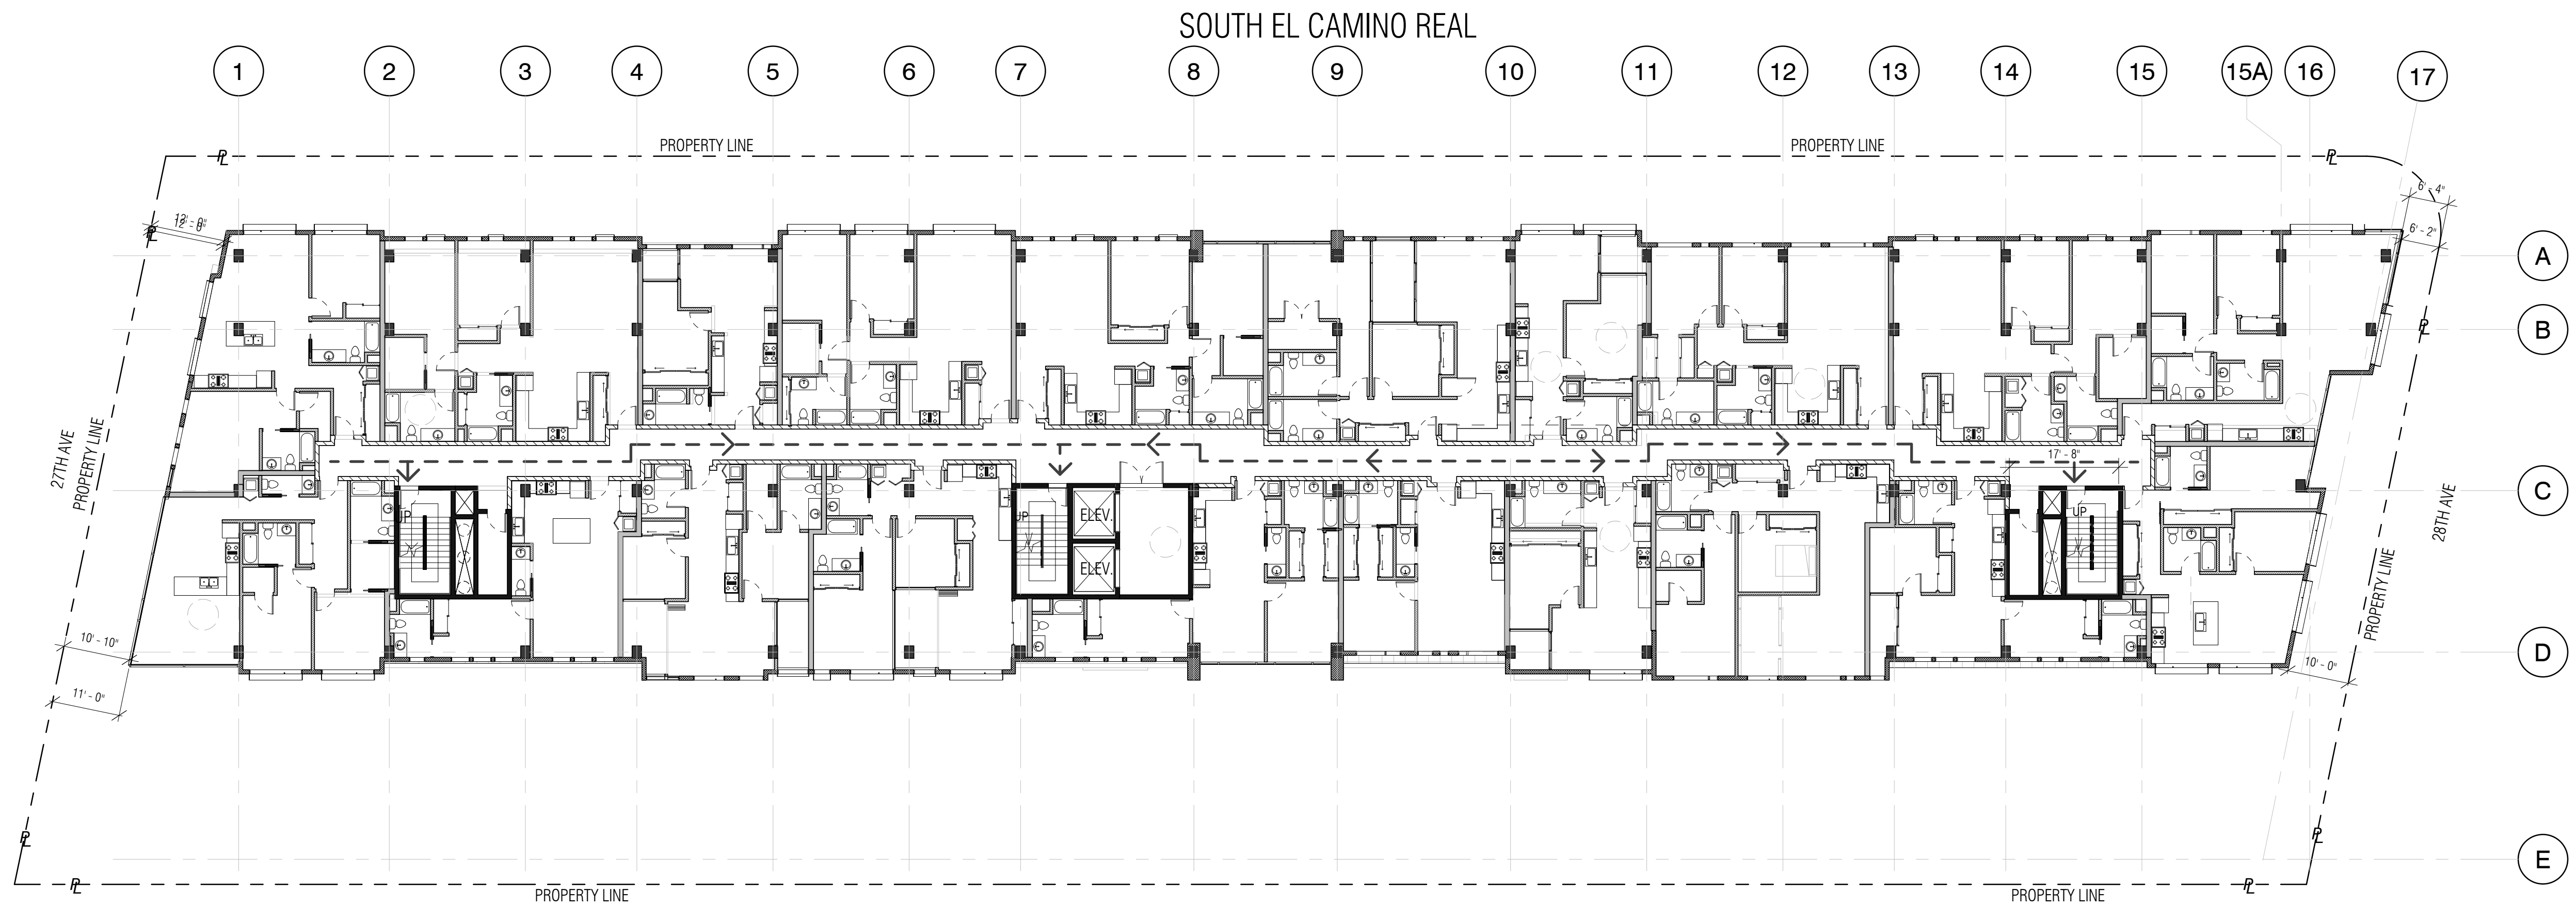 SOUTH EL CAMINO REAL
1 2 3 4 5 6 7 8 9 10 11 12 13 14 15 15A 16 17
PROPERTY LINE
PROPERTY LINE
PL
PL
6' - 4"
PL
6' - 2"
A
B
PL
17' - 8"
27TH AVE
PROPERTY LINE
C
UP
UP
ELEV.
UP
28TH AVE
ELEV.
PROPERTY LINE
10' - 10"
D
10' - 0"
11' - 0"
PL
PL
E
PL
PL
PROPERTY LINE
PROPERTY LINE